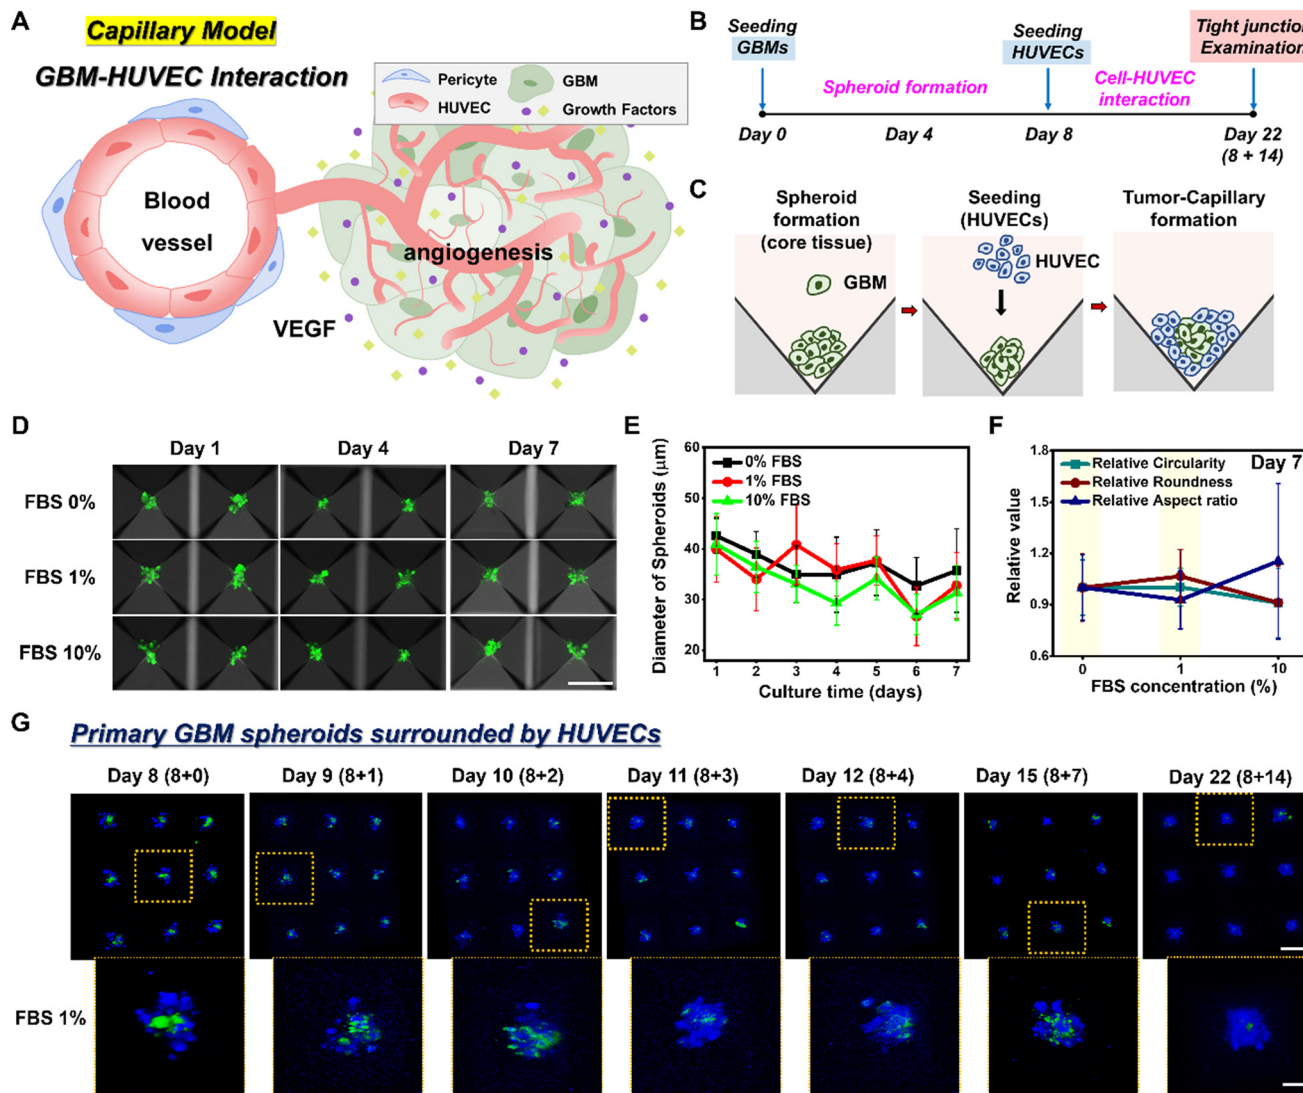 A
Capillary Model
GBM-HUVEC Interaction
Pericyte
HUVEC
GBM
Growth Factors
Blood
vessel
angiogenesis
VEGF
B
Seeding
GBMs
Seeding
HUVECs
Tight junction
Examination
Spheroid formation
Cell-HUVEC
interaction
Day 0
Day 4
Day 8
Day 22
(8 + 14)
C
Spheroid
formation
(core tissue)
Seeding
(HUVECs)
Tumor-Capillary
formation
GBM
HUVEC
D
Day 1
Day 4
Day 7
FBS 0%
FBS 1%
FBS 10%
E
Diameter of Spheroids (μm)
60
50
40
30
20
0% FBS
1% FBS
10% FBS
1 2 3 4 5 6 7
Culture time (days)
F
Relative value
1.8
1.5
1.2
0.9
0.6
Day 7
Relative Circularity
Relative Roundness
Relative Aspect ratio
0 1 10
FBS concentration (%)
G
Primary GBM spheroids surrounded by HUVECs
Day 8 (8+0)
Day 9 (8+1)
Day 10 (8+2)
Day 11 (8+3)
Day 12 (8+4)
Day 15 (8+7)
Day 22 (8+14)
FBS 1%